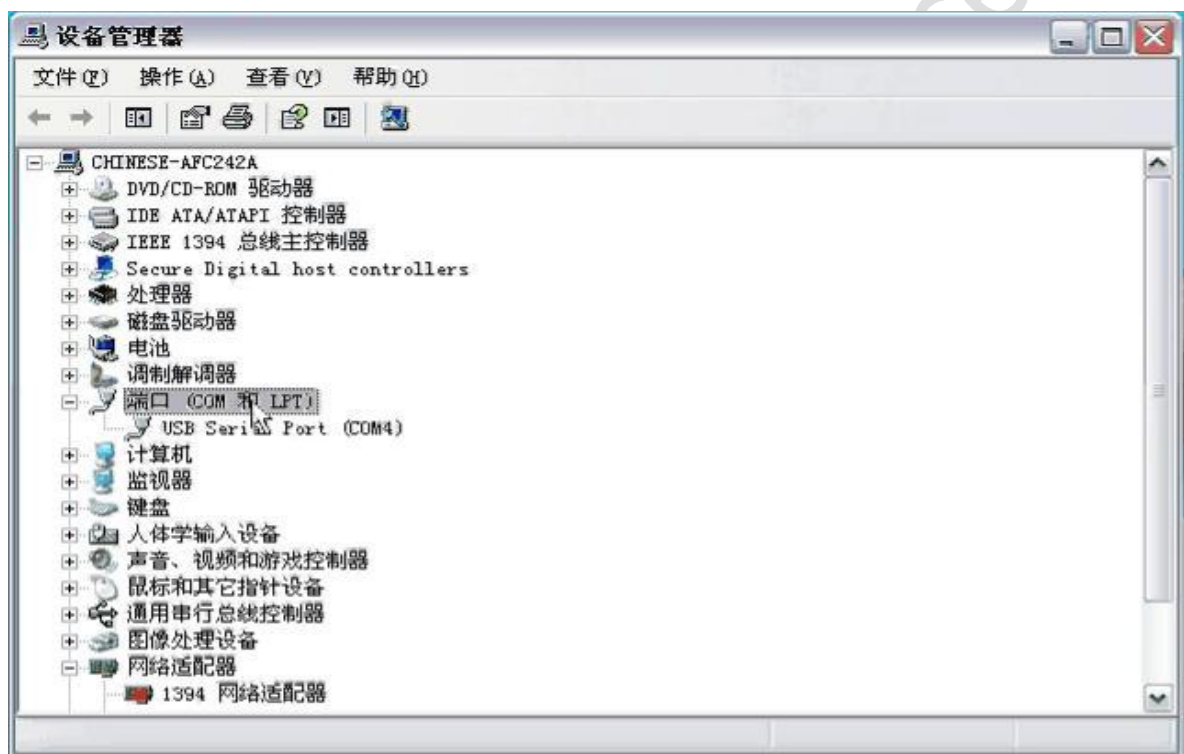 设备管理器
文件(F) 操作(A) 查看(V) 帮助(H)
CHINESE-AFC242A
DVD/CD-ROM 驱动器
IDE ATA/ATAPI 控制器
IEEE 1394 总线主控制器
Secure Digital host controllers
处理器
磁盘驱动器
电池
调制解调器
端口 (COM 和 LPT)
USB Serial Port (COM4)
计算机
监视器
键盘
人体学输入设备
声音、视频和游戏控制器
鼠标和其它指针设备
通用串行总线控制器
图像处理设备
网络适配器
1394 网络适配器